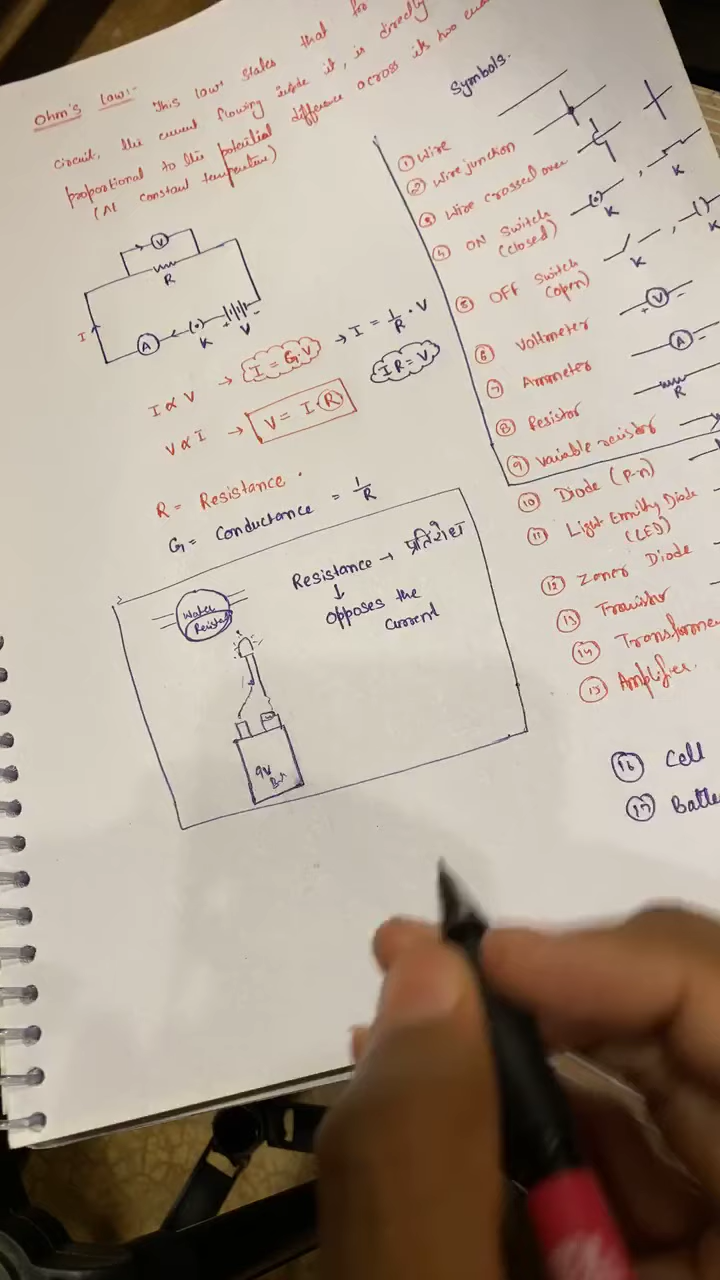 Ohm's law:- This law states that for
circuit, the current flowing inside it, is directly
proportional to the potential difference across its two
(At constant temperature)
V
R
I
A
K
+ V -
I ∝ V → I = G.V → I = 1/R . V
IR = V
V ∝ I → V = I R
R = Resistance
G = Conductance = 1/R
Water
Resistance → प्रतिरोध
↓
opposes the
current
9V
Symbols.
① Wire
② Wire junction
③ Wire crossed over
④ ON Switch
(closed)
K , K
⑤ OFF Switch
(open)
K , K
⑥ Voltmeter
+ V -
⑦ Ammeter
A -
⑧ Resistor
R
⑨ Variable resistor
⑩ Diode (P-n)
⑪ Light Emitting Diode
(LED)
⑫ Zener Diode
⑬
⑭ Transforme
⑮ Amplifier.
⑯ Cell
⑰ Batte